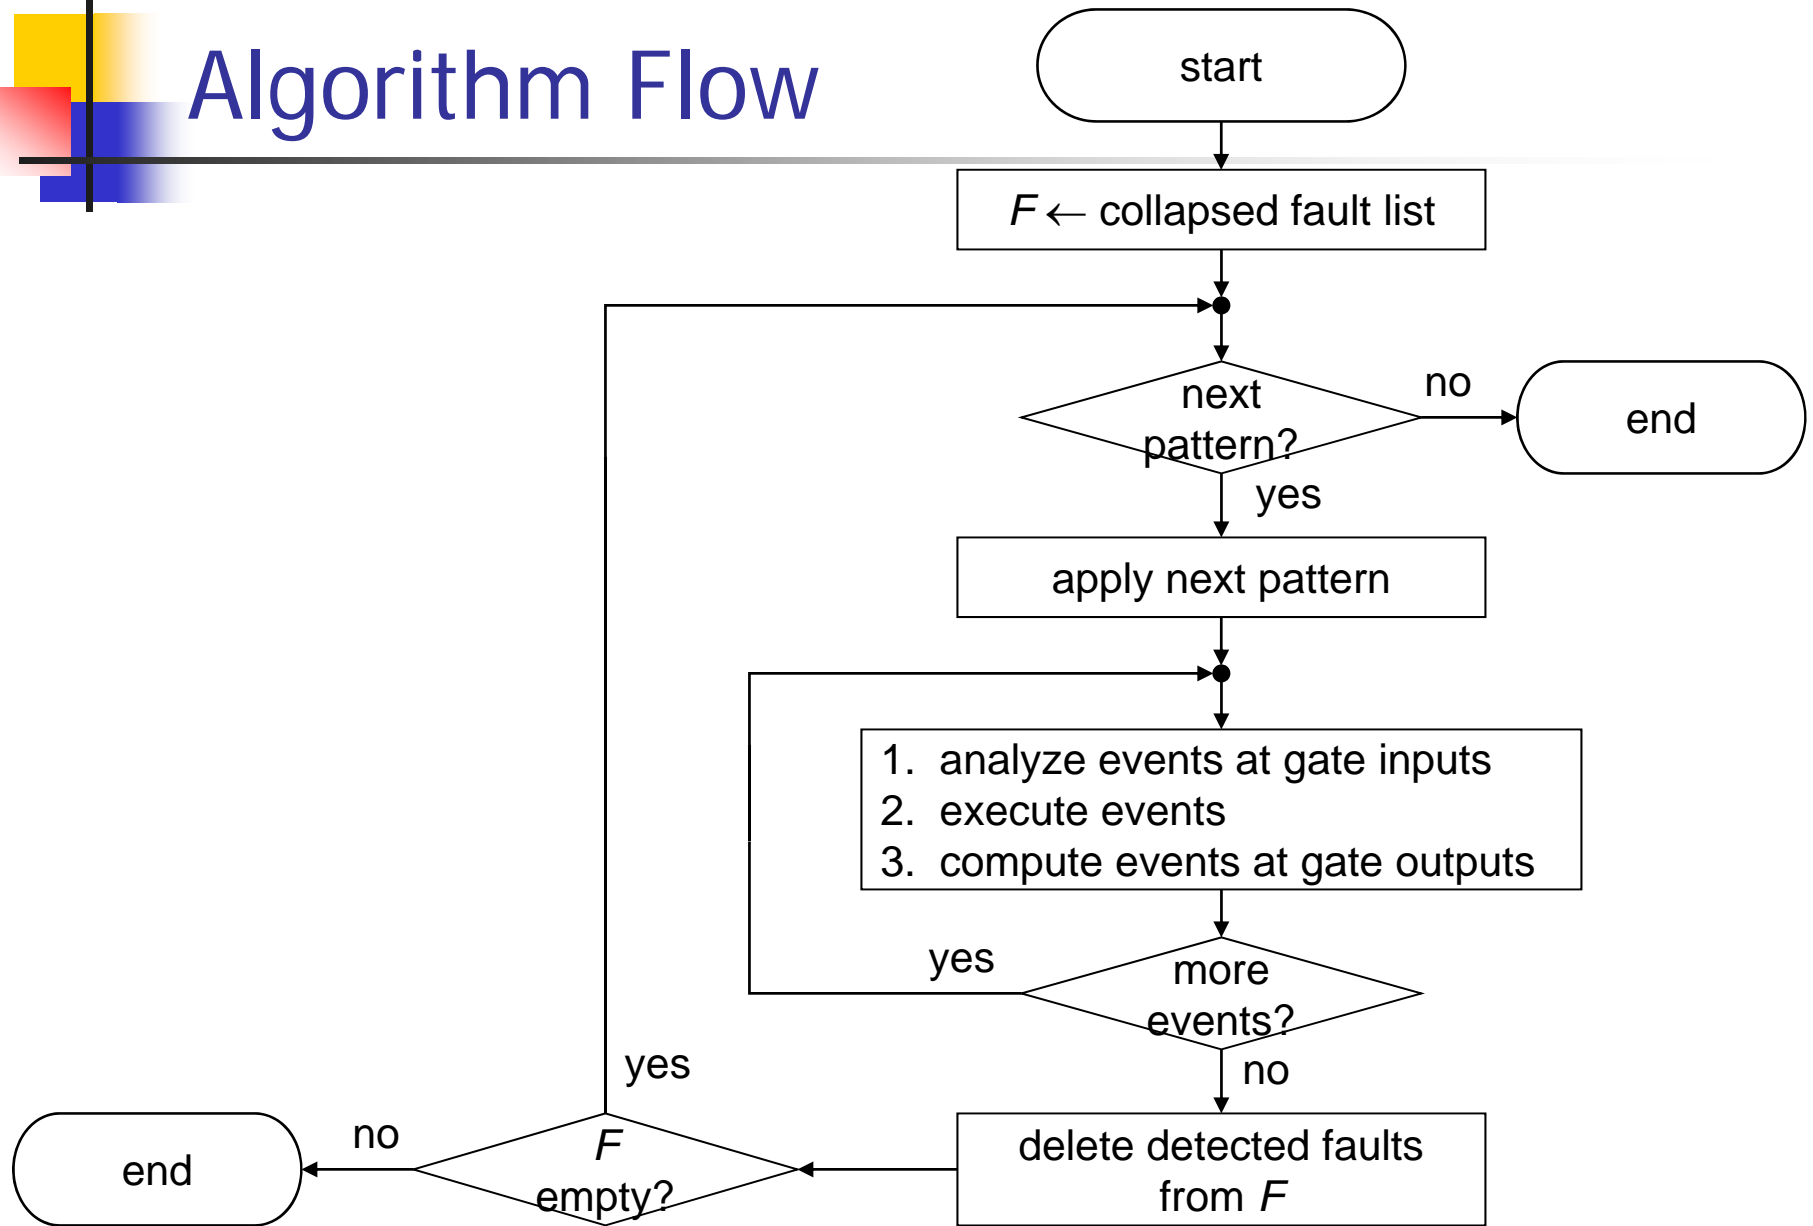 Algorithm Flow
start
F ← collapsed fault list
next
pattern?
no
end
yes
apply next pattern
1. analyze events at gate inputs
2. execute events
3. compute events at gate outputs
yes
more
events?
no
yes
delete detected faults
from F
F
empty?
no
end